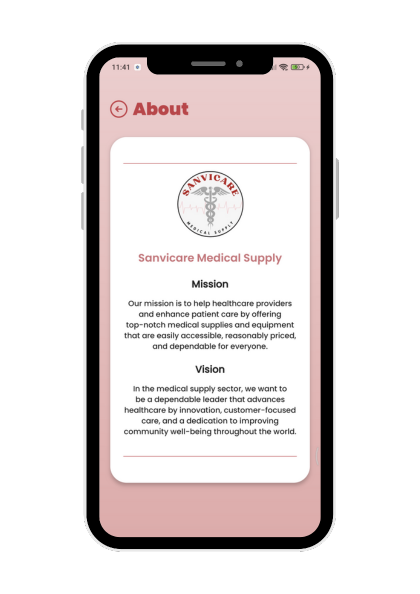 11:41
About
SANVICARE
MEDICAL SUPPLY
Sanvicare Medical Supply
Mission
Our mission is to help healthcare providers
and enhance patient care by offering
top-notch medical supplies and equipment
that are easily accessible, reasonably priced,
and dependable for everyone.
Vision
In the medical supply sector, we want to
be a dependable leader that advances
healthcare by innovation, customer-focused
care, and a dedication to improving
community well-being throughout the world.